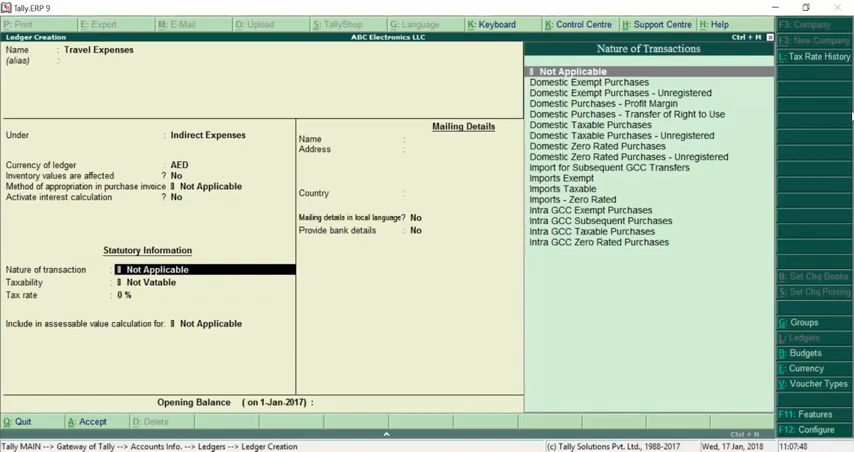 Tally.ERP 9
P: Print E: Export M: E-Mail O: Upload S: TallyShop G: Language K: Keyboard K: Control Centre H: Support Centre H: Help
F3: Company
F3: New Company
L: Tax Rate History
Ledger Creation ABC Electronics LLC Ctrl + M
Name : Travel Expenses
(alias) :
Under : Indirect Expenses
Currency of ledger : AED
Inventory values are affected ? No
Method of appropriation in purchase invoice : Not Applicable
Activate interest calculation ? No
Statutory Information
Nature of transaction : Not Applicable
Taxability : Not Vatable
Tax rate : 0 %
Include in assessable value calculation for: Not Applicable
Mailing Details
Name :
Address :
Country :
Mailing details in local language? No
Provide bank details : No
Opening Balance ( on 1-Jan-2017) :
Nature of Transactions
Not Applicable
Domestic Exempt Purchases
Domestic Exempt Purchases - Unregistered
Domestic Purchases - Profit Margin
Domestic Purchases - Transfer of Right to Use
Domestic Taxable Purchases
Domestic Taxable Purchases - Unregistered
Domestic Zero Rated Purchases
Domestic Zero Rated Purchases - Unregistered
Import for Subsequent GCC Transfers
Imports Exempt
Imports Taxable
Imports - Zero Rated
Intra GCC Exempt Purchases
Intra GCC Subsequent Purchases
Intra GCC Taxable Purchases
Intra GCC Zero Rated Purchases
B: Set Chq Books
S: Set Chq Printing
G: Groups
L: Ledgers
B: Budgets
E: Currency
V: Voucher Types
F11: Features
F12: Configure
Q: Quit A: Accept D: Delete
Ctrl + N
Tally MAIN --> Gateway of Tally --> Accounts Info. --> Ledgers --> Ledger Creation (c) Tally Solutions Pvt. Ltd., 1988-2017 Wed, 17 Jan, 2018 11:07:48